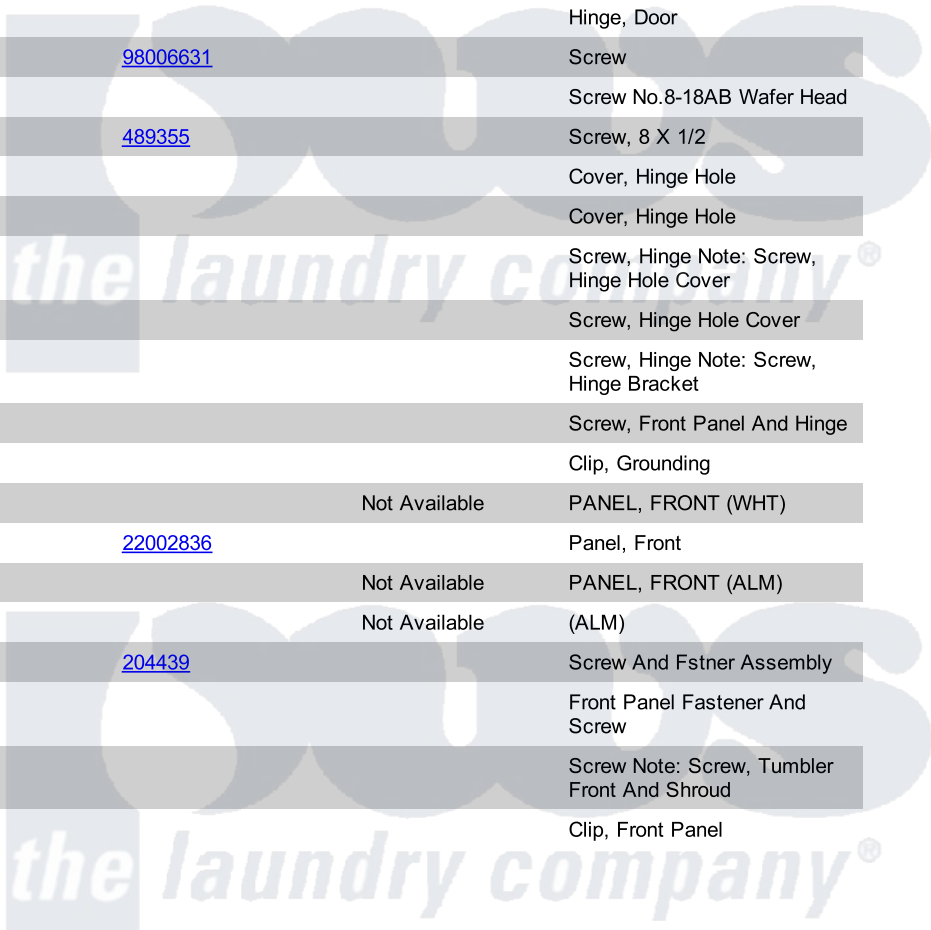 Hinge, Door
98006631 Screw
Screw No.8-18AB Wafer Head
489355 Screw, 8 X 1/2
Cover, Hinge Hole
Cover, Hinge Hole
Screw, Hinge Note: Screw,
Hinge Hole Cover
the laundry company®
Screw, Hinge Hole Cover
Screw, Hinge Note: Screw,
Hinge Bracket
Screw, Front Panel And Hinge
Clip, Grounding
Not Available PANEL, FRONT (WHT)
22002836 Panel, Front
Not Available PANEL, FRONT (ALM)
Not Available (ALM)
204439 Screw And Fstner Assembly
Front Panel Fastener And
Screw
Screw Note: Screw, Tumbler
Front And Shroud
Clip, Front Panel
the laundry company®